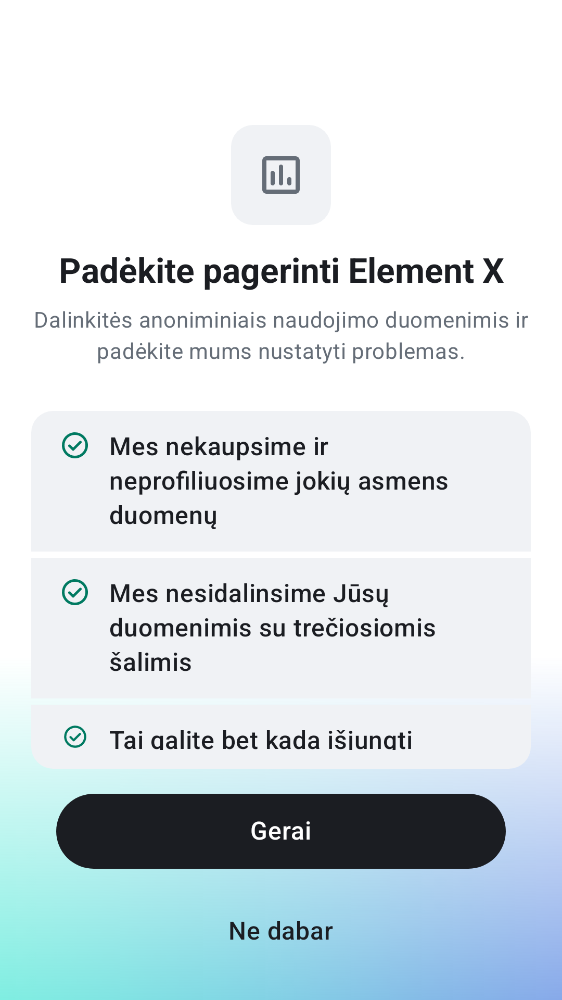 Padėkite pagerinti Element X
Dalinkitės anoniminiais naudojimo duomenimis ir
padėkite mums nustatyti problemas.
Mes nekaupsime ir
neprofiliuosime jokių asmens
duomenų
Mes nesidalinsime Jūsų
duomenimis su trečiosiomis
šalimis
Tai galite bet kada išjungti
Gerai
Ne dabar